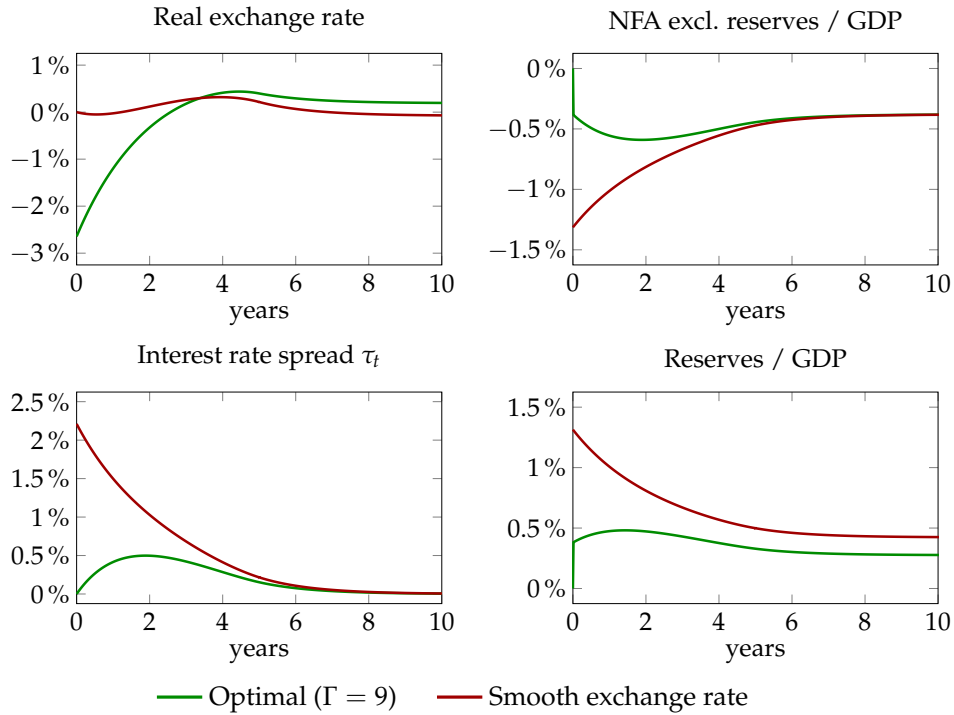 Real exchange rate
1 %
0 %
−1 %
−2 %
−3 %
0 2 4 6 8 10
years
NFA excl. reserves / GDP
0 %
−0.5 %
−1 %
−1.5 %
0 2 4 6 8 10
years
Interest rate spread τt
2.5 %
2 %
1.5 %
1 %
0.5 %
0 %
0 2 4 6 8 10
years
Reserves / GDP
1.5 %
1 %
0.5 %
0 %
0 2 4 6 8 10
years
Optimal (Γ = 9) Smooth exchange rate